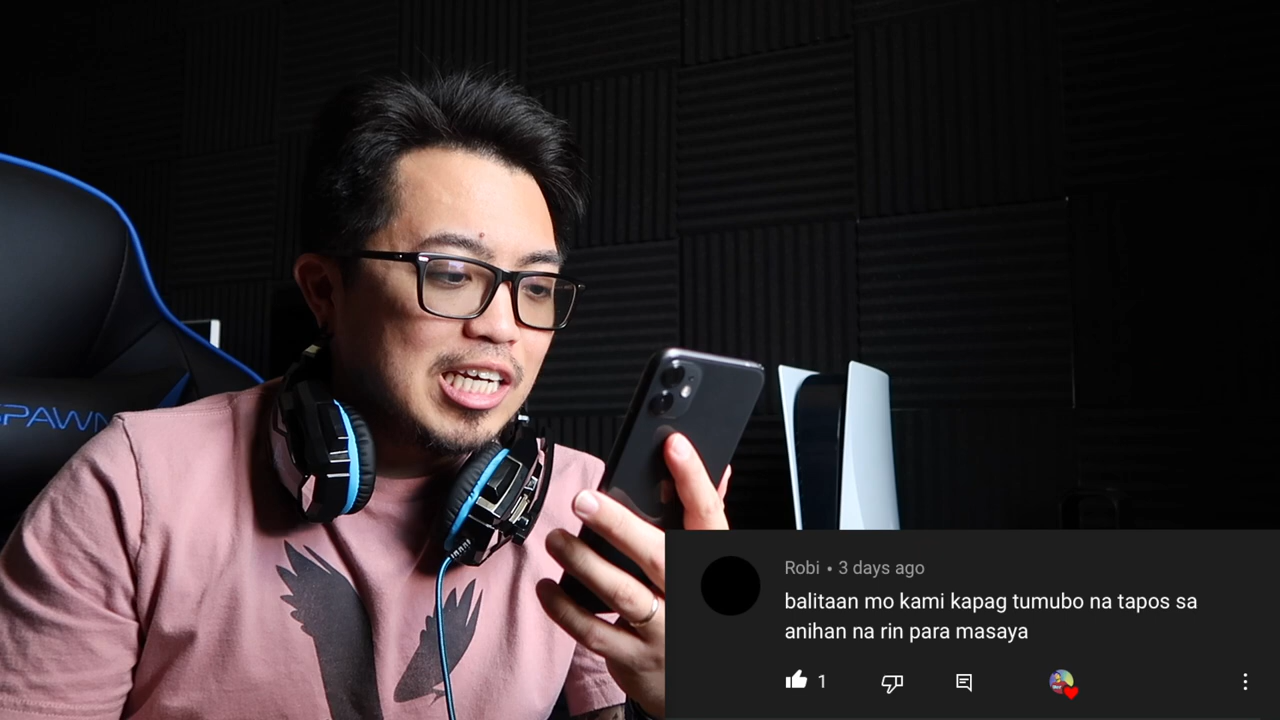 SPAWN
Robi • 3 days ago
balitaan mo kami kapag tumubo na tapos sa
anihan na rin para masaya
1